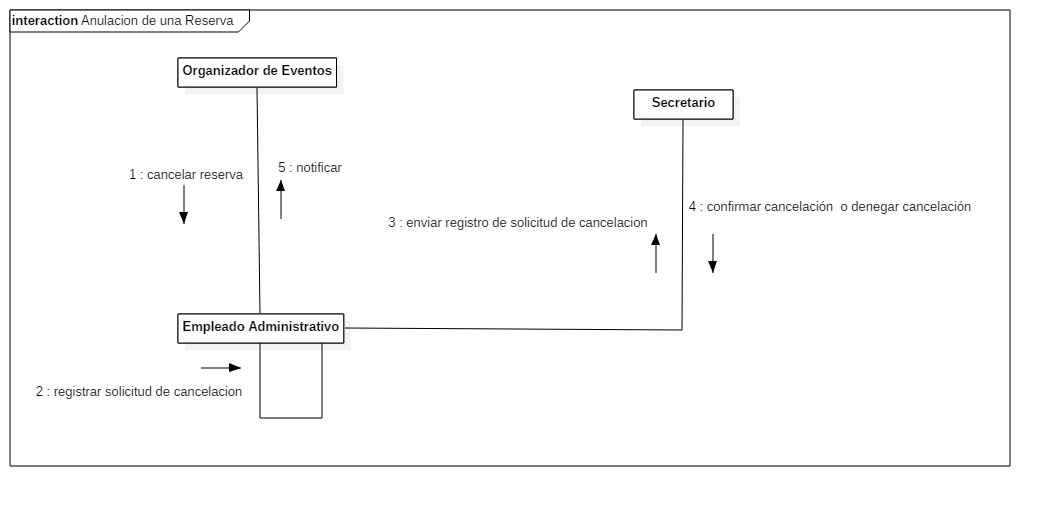 interaction Anulacion de una Reserva
Organizador de Eventos
Secretario
1 : cancelar reserva
5 : notificar
3 : enviar registro de solicitud de cancelacion
4 : confirmar cancelación  o denegar cancelación
Empleado Administrativo
2 : registrar solicitud de cancelacion